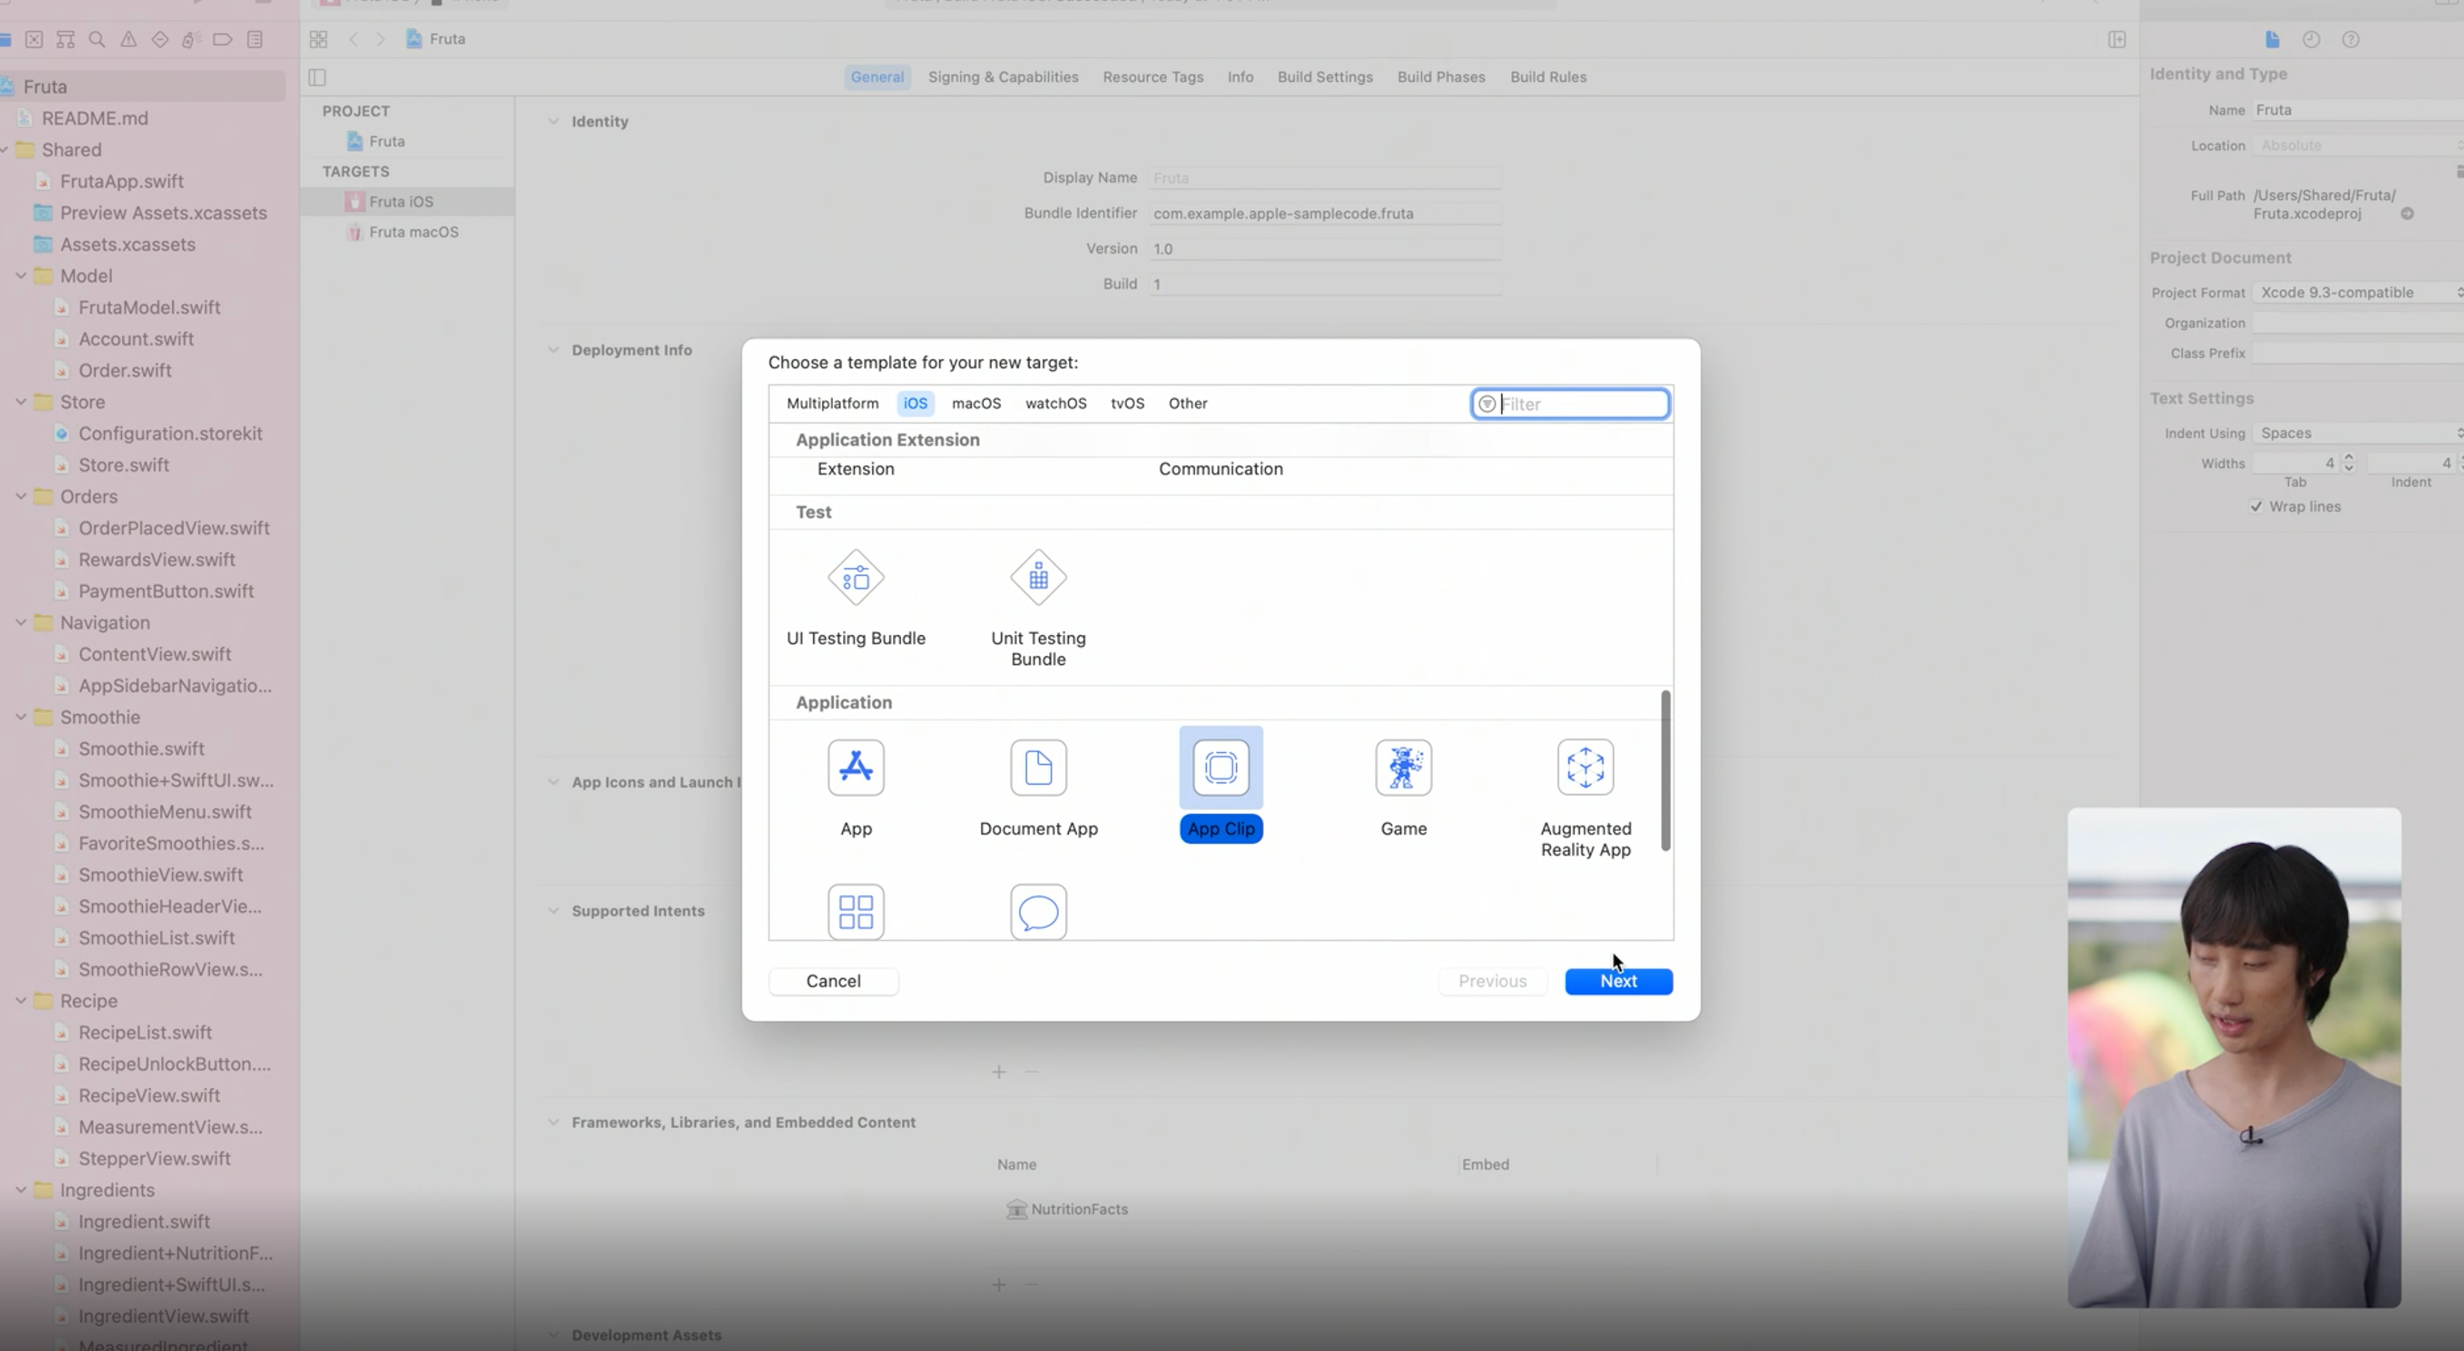 Fruta
General
Signing & Capabilities
Resource Tags
Info
Build Settings
Build Phases
Build Rules
Fruta
README.md
Shared
FrutaApp.swift
Preview Assets.xcassets
Assets.xcassets
Model
FrutaModel.swift
Account.swift
Order.swift
Store
Configuration.storekit
Store.swift
Orders
OrderPlacedView.swift
RewardsView.swift
PaymentButton.swift
Navigation
ContentView.swift
AppSidebarNavigatio...
Smoothie
Smoothie.swift
Smoothie+SwiftUI.sw...
SmoothieMenu.swift
FavoriteSmoothies.s...
SmoothieView.swift
SmoothieHeaderVie...
SmoothieList.swift
SmoothieRowView.s...
Recipe
RecipeList.swift
RecipeUnlockButton....
RecipeView.swift
MeasurementView.s...
StepperView.swift
Ingredients
Ingredient.swift
Ingredient+NutritionF...
Ingredient+SwiftUI.s...
IngredientView.swift
MeasuredIngredient
PROJECT
Fruta
TARGETS
Fruta iOS
Fruta macOS
Identity
Display Name Fruta
Bundle Identifier com.example.apple-samplecode.fruta
Version 1.0
Build 1
Deployment Info
App Icons and Launch I
Supported Intents
Frameworks, Libraries, and Embedded Content
Name Embed
NutritionFacts
Development Assets
Choose a template for your new target:
Multiplatform iOS macOS watchOS tvOS Other
Filter
Application Extension
Extension
Communication
Test
UI Testing Bundle
Unit Testing
Bundle
Application
App
Document App
App Clip
Game
Augmented
Reality App
Cancel
Previous
Next
Identity and Type
Name Fruta
Location Absolute
Full Path /Users/Shared/Fruta/
Fruta.xcodeproj
Project Document
Project Format Xcode 9.3-compatible
Organization
Class Prefix
Text Settings
Indent Using Spaces
Widths 4 4
Tab Indent
Wrap lines